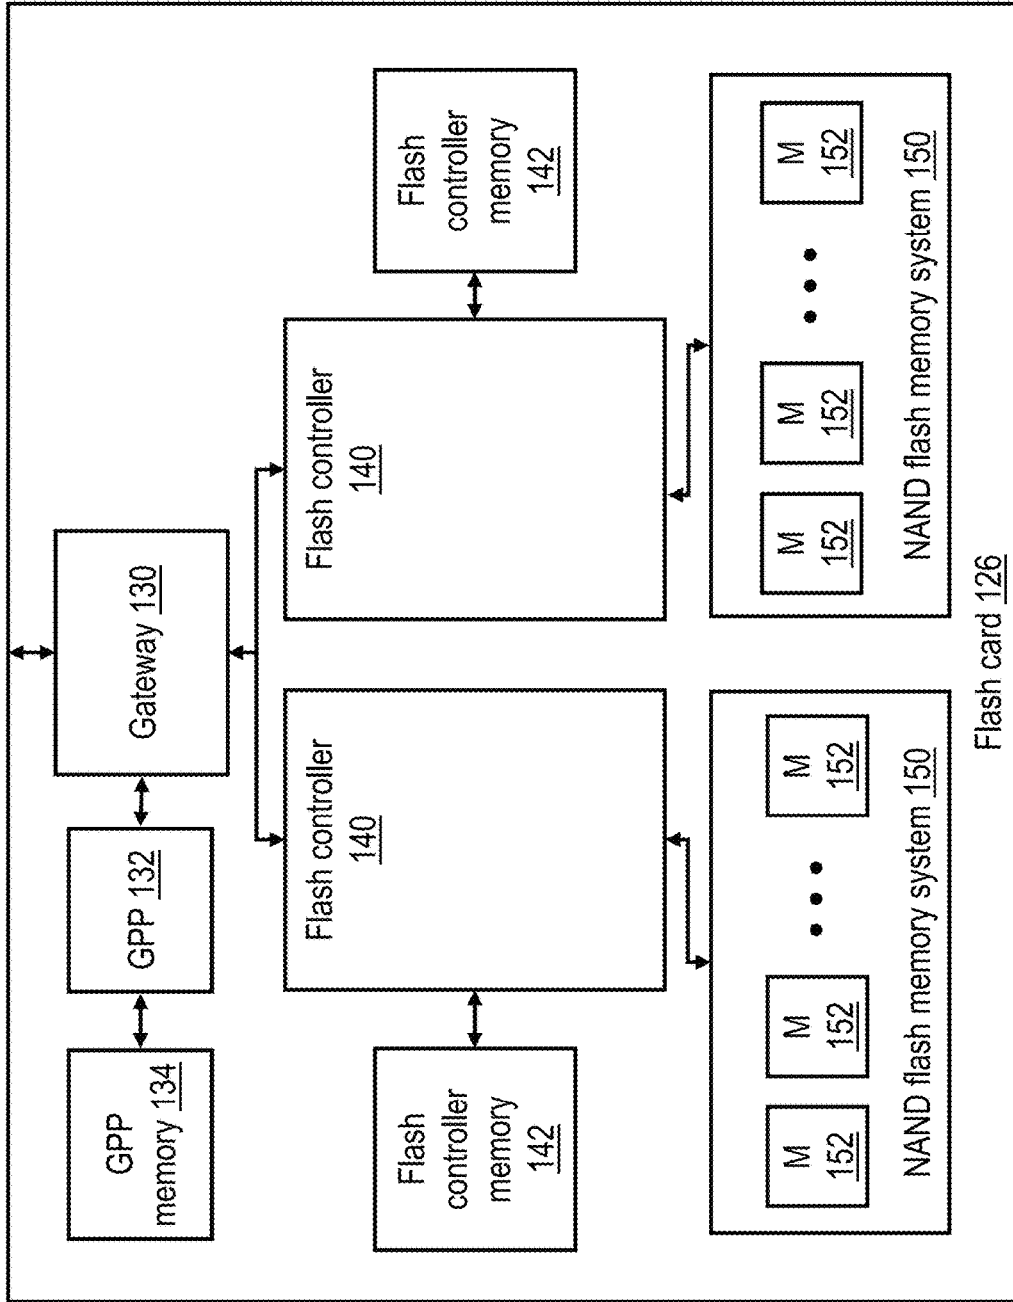 GPP
memory 134
GPP 132
Gateway 130
Flash
controller
memory
142
Flash controller
140
Flash controller
140
Flash
controller
memory
142
M
152
M
152
M
152
NAND flash memory system 150
M
152
M
152
M
152
NAND flash memory system 150
Flash card 126